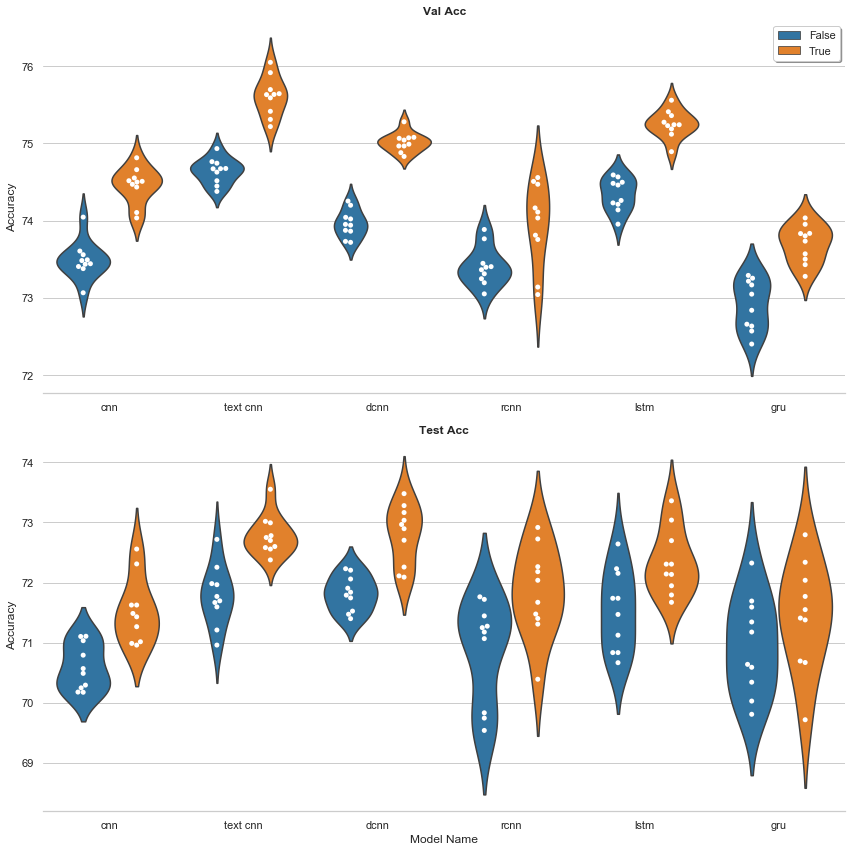 Val Acc
False
True
76
75
74
73
72
Accuracy
cnn text cnn dcnn rcnn lstm gru
Test Acc
74
73
72
71
70
69
Accuracy
cnn text cnn dcnn rcnn lstm gru
Model Name